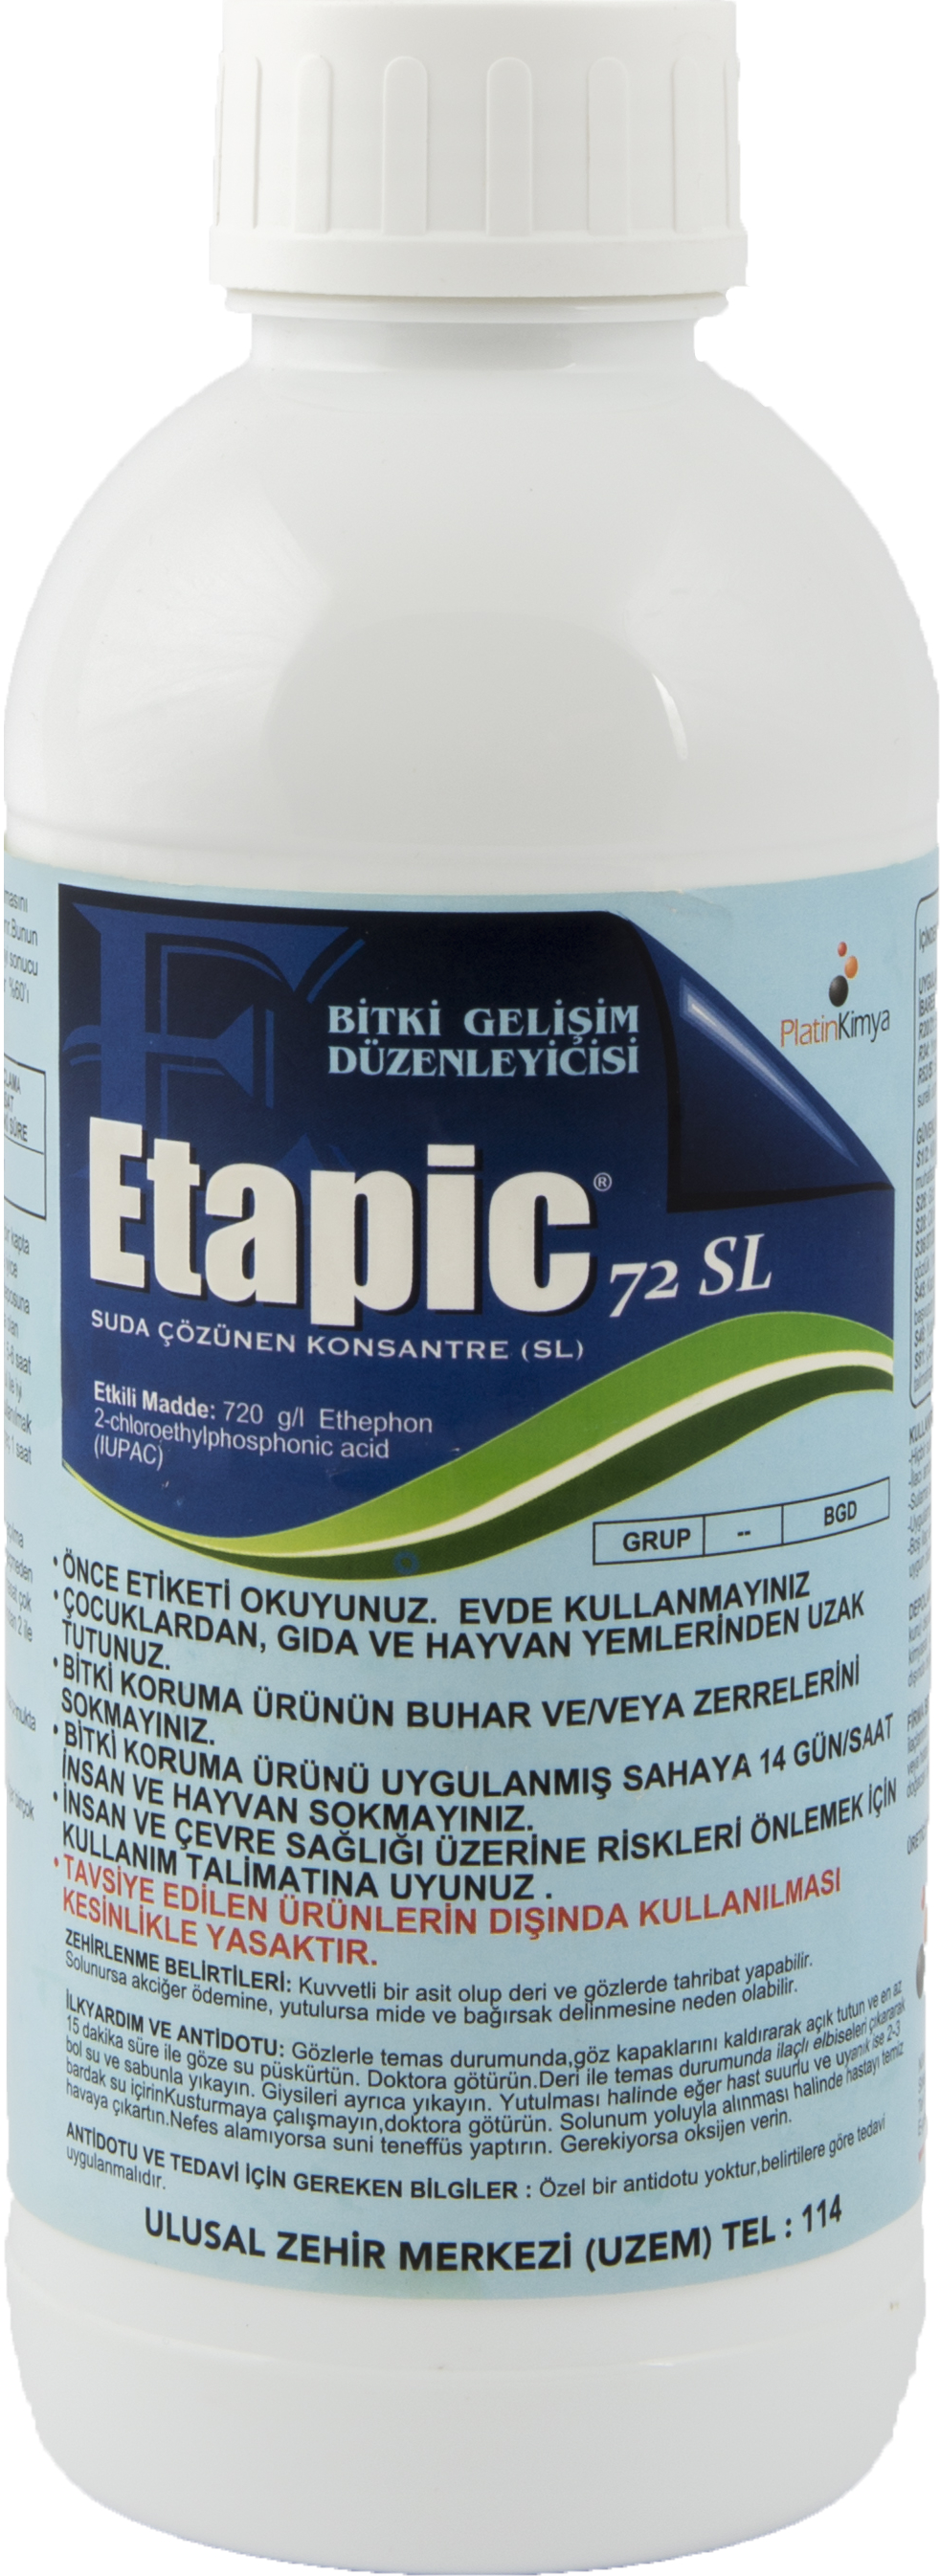 BİTKİ GELİŞİM
DÜZENLEYİCİSİ
PlatinKimya
Etapic®
72 SL
SUDA ÇÖZÜNEN KONSANTRE (SL)
Etkili Madde: 720 g/l Ethephon
2-chloroethylphosphonic acid
(IUPAC)
GRUP -- BGD
• ÖNCE ETİKETİ OKUYUNUZ. EVDE KULLANMAYINIZ
• ÇOCUKLARDAN, GIDA VE HAYVAN YEMLERİNDEN UZAK
TUTUNUZ.
• BİTKİ KORUMA ÜRÜNÜN BUHAR VE/VEYA ZERRELERİNİ
SOKMAYINIZ.
• BİTKİ KORUMA ÜRÜNÜ UYGULANMIŞ SAHAYA 14 GÜN/SAAT
İNSAN VE HAYVAN SOKMAYINIZ.
• İNSAN VE ÇEVRE SAĞLIĞI ÜZERİNE RİSKLERİ ÖNLEMEK İÇİN
KULLANIM TALİMATINA UYUNUZ .
• TAVSİYE EDİLEN ÜRÜNLERİN DIŞINDA KULLANILMASI
KESİNLİKLE YASAKTIR.
ZEHİRLENME BELİRTİLERİ: Kuvvetli bir asit olup deri ve gözlerde tahribat yapabilir.
Solunursa akciğer ödemine, yutulursa mide ve bağırsak delinmesine neden olabilir.
İLKYARDIM VE ANTİDOTU: Gözlerle temas durumunda,göz kapaklarını kaldırarak açık tutun ve en az
15 dakika süre ile göze su püskürtün. Doktora götürün.Deri ile temas durumunda ilaçlı elbiseleri çıkararak
bol su ve sabunla yıkayın. Giysileri ayrıca yıkayın. Yutulması halinde eğer hast suurlu ve uyanık ise 2-3
bardak su içirinKusturmaya çalışmayın,doktora götürün. Solunum yoluyla alınması halinde hastayı temiz
havaya çıkartın.Nefes alamıyorsa suni teneffüs yaptırın. Gerekiyorsa oksijen verin.
ANTİDOTU VE TEDAVİ İÇİN GEREKEN BİLGİLER : Özel bir antidotu yoktur,belirtilere göre tedavi
uygulanmalıdır.
ULUSAL ZEHİR MERKEZİ (UZEM) TEL : 114